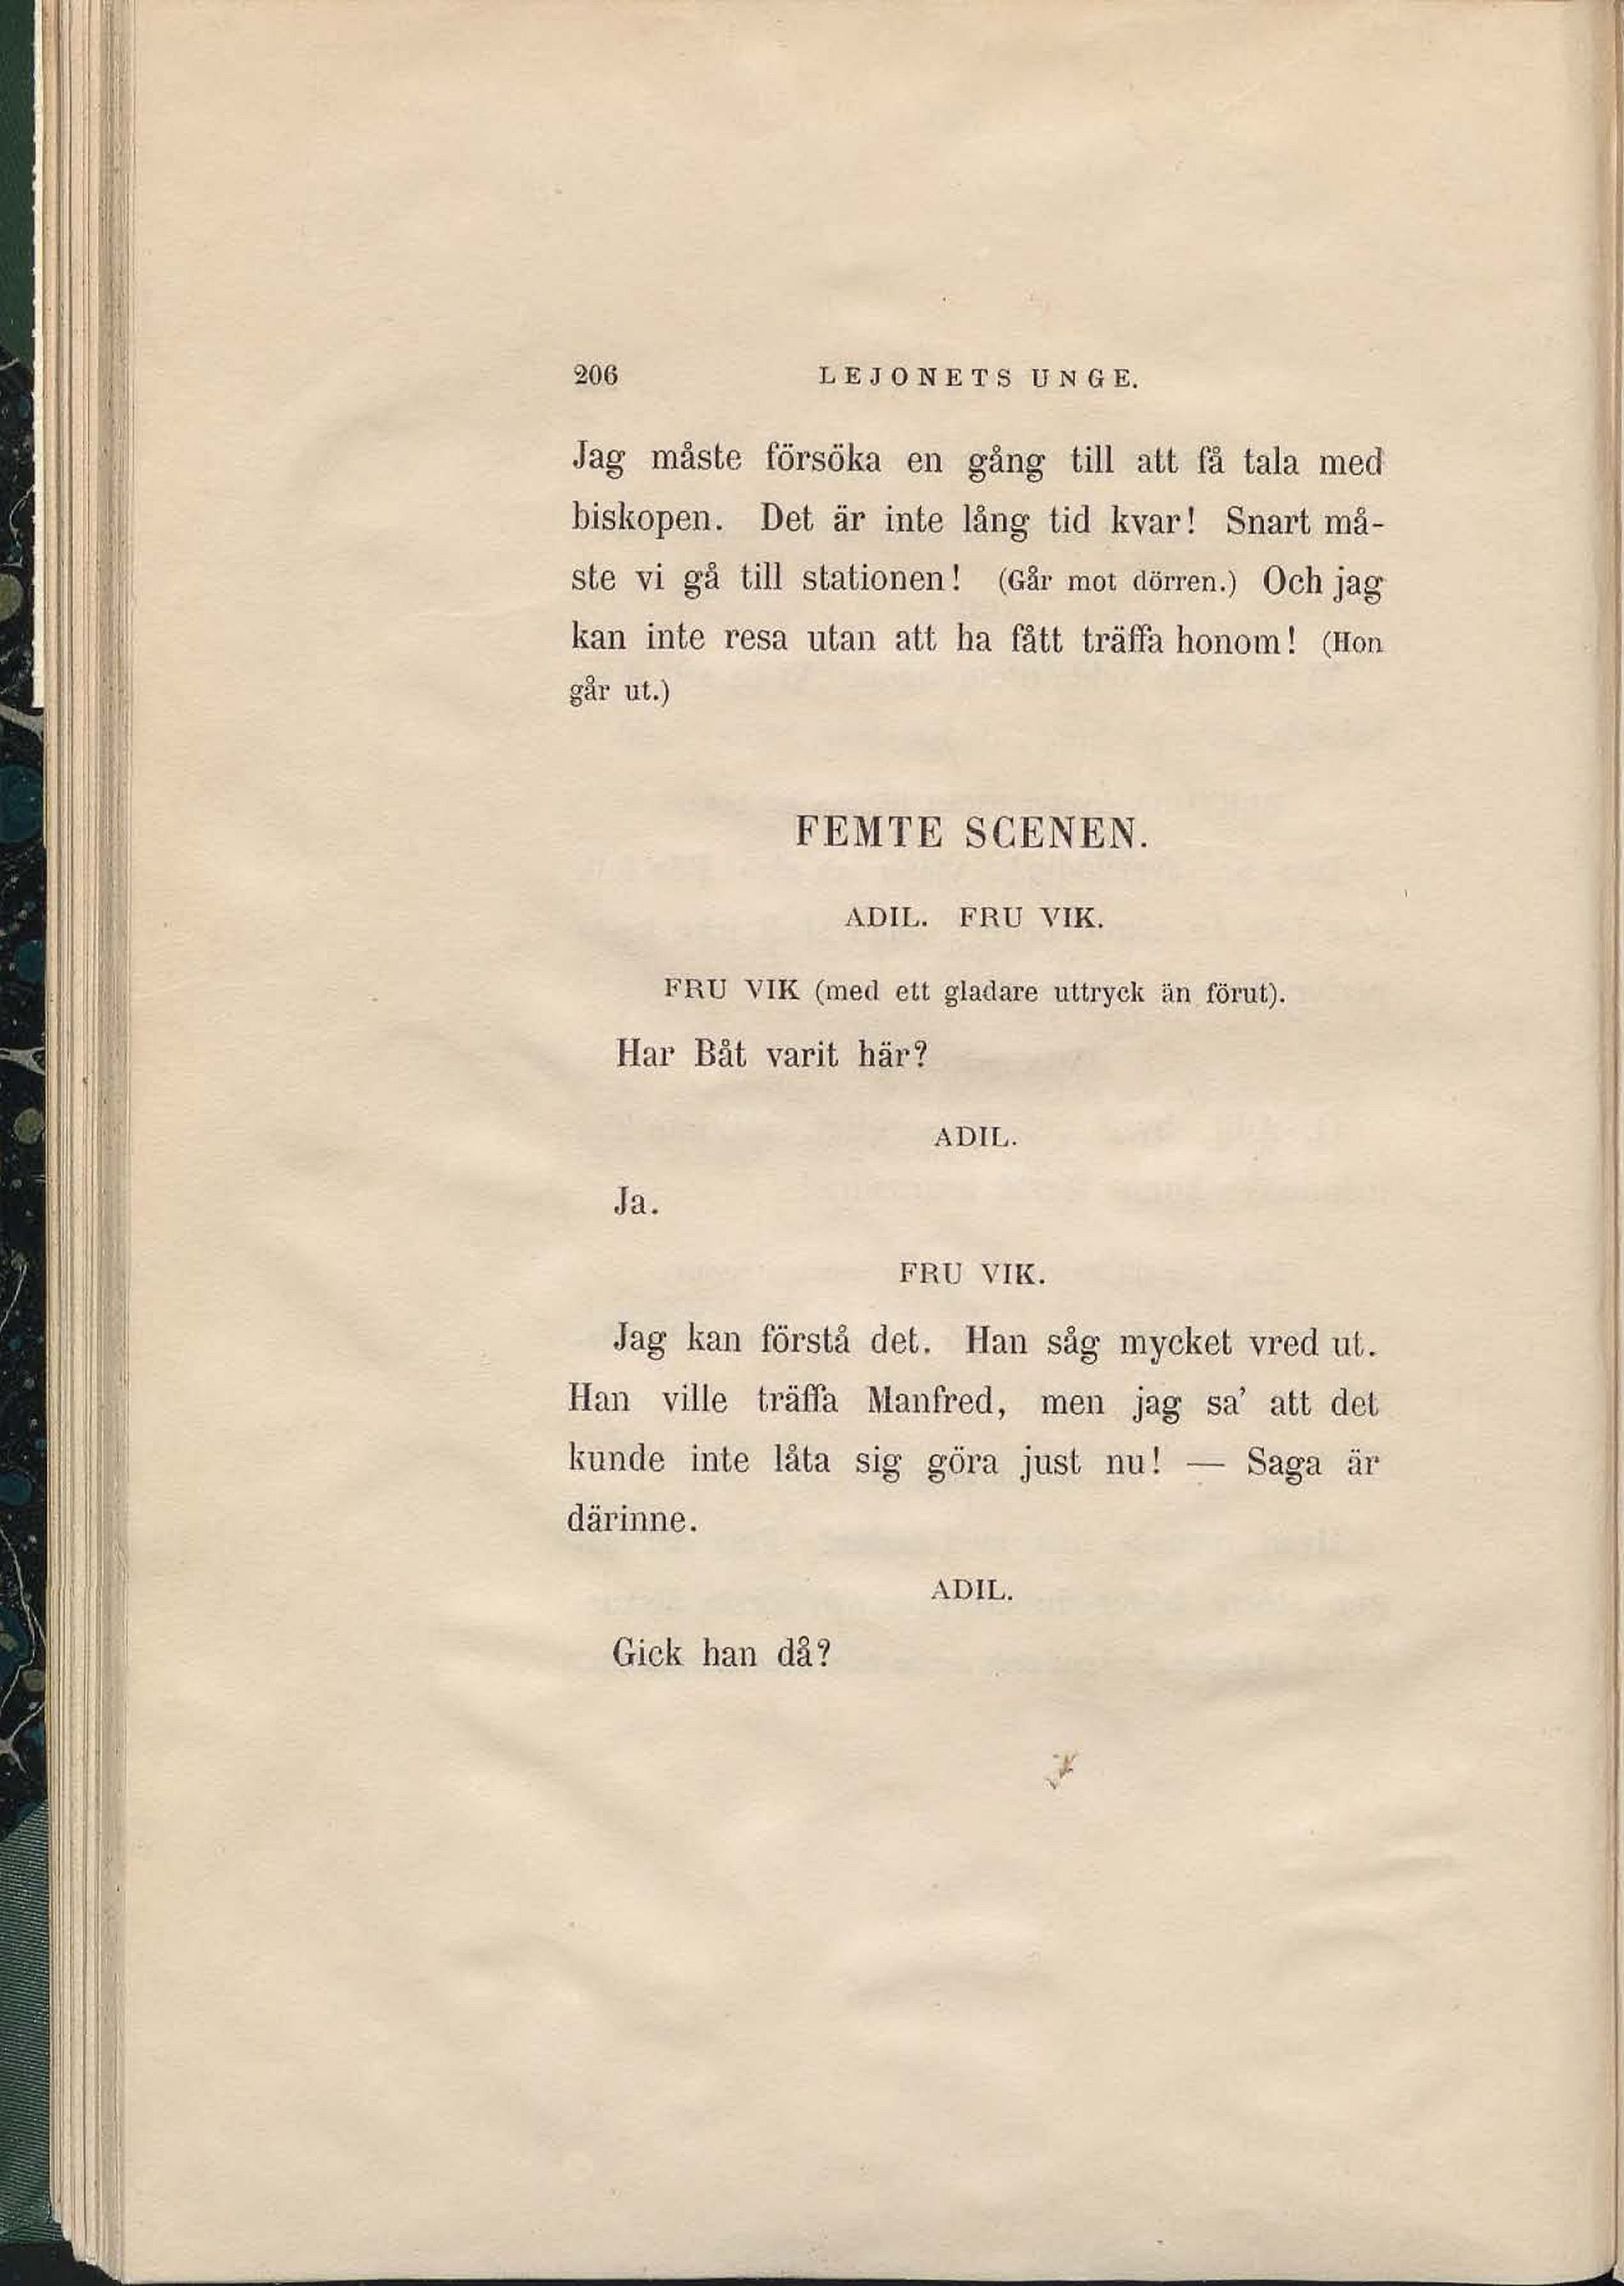 206 LEJONETS UNGE.
Jag måste försöka en gång till att få tala med
biskopen. Det är inte lång tid kvar! Snart må-
ste vi gå till stationen! (Går mot dörren.) Och jag
kan inte resa utan att ha fått träffa honom! (Hon
går ut.)
FEMTE SCENEN.
ADIL. FRU VIK.
FRU VIK (med ett gladare uttryck än förut).
Har Båt varit här?
ADIL.
Ja.
FRU VIK.
Jag kan förstå det. Han såg mycket vred ut.
Han ville träffa Manfred, men jag sa' att det
kunde inte låta sig göra just nu! — Saga är
därinne.
ADIL.
Gick han då?